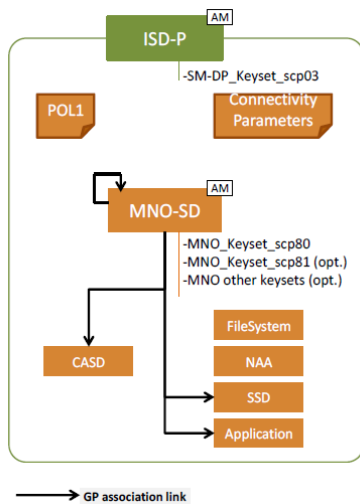 AM
ISD-P
-SM-DP_Keyset_scp03
POL1
Connectivity
Parameters
AM
MNO-SD
-MNO_Keyset_scp80
-MNO_Keyset_scp81 (opt.)
-MNO other keysets (opt.)
FileSystem
CASD
NAA
SSD
Application
GP association link